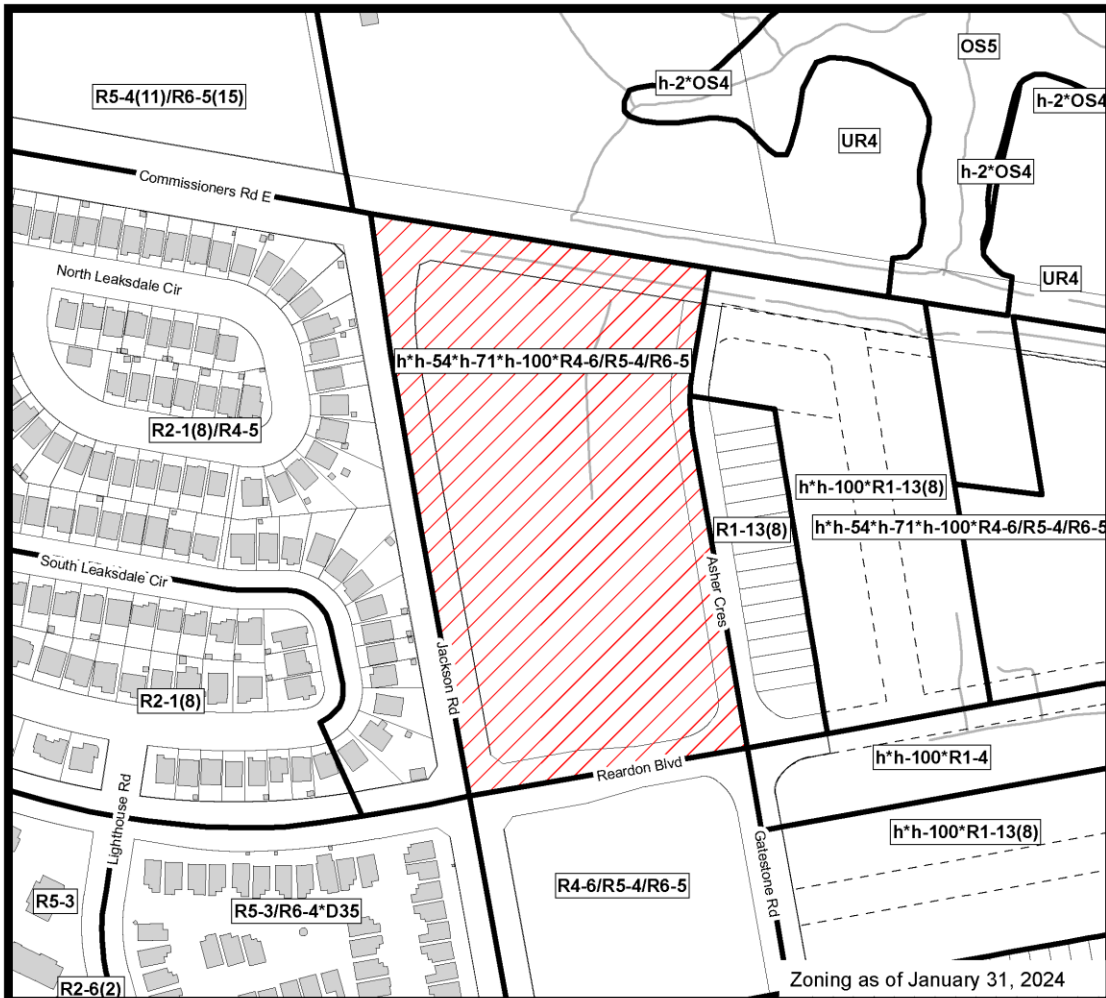 OS5
R5-4(11)/R6-5(15)
h-2*OS4
h-2*OS4
UR4
h-2*OS4
Commissioners Rd E
UR4
North Leaksdale Cir
h*h-54*h-71*h-100*R4-6/R5-4/R6-5
R2-1(8)/R4-5
h*h-100*R1-13(8)
R1-13(8)
h*h-54*h-71*h-100*R4-6/R5-4/R6-5
South Leaksdale Cir
Asher Cres
Jackson Rd
R2-1(8)
Reardon Blvd
h*h-100*R1-4
Lighthouse Rd
h*h-100*R1-13(8)
Gatestone Rd
R4-6/R5-4/R6-5
R5-3
R5-3/R6-4*D35
R2-6(2)
Zoning as of January 31, 2024